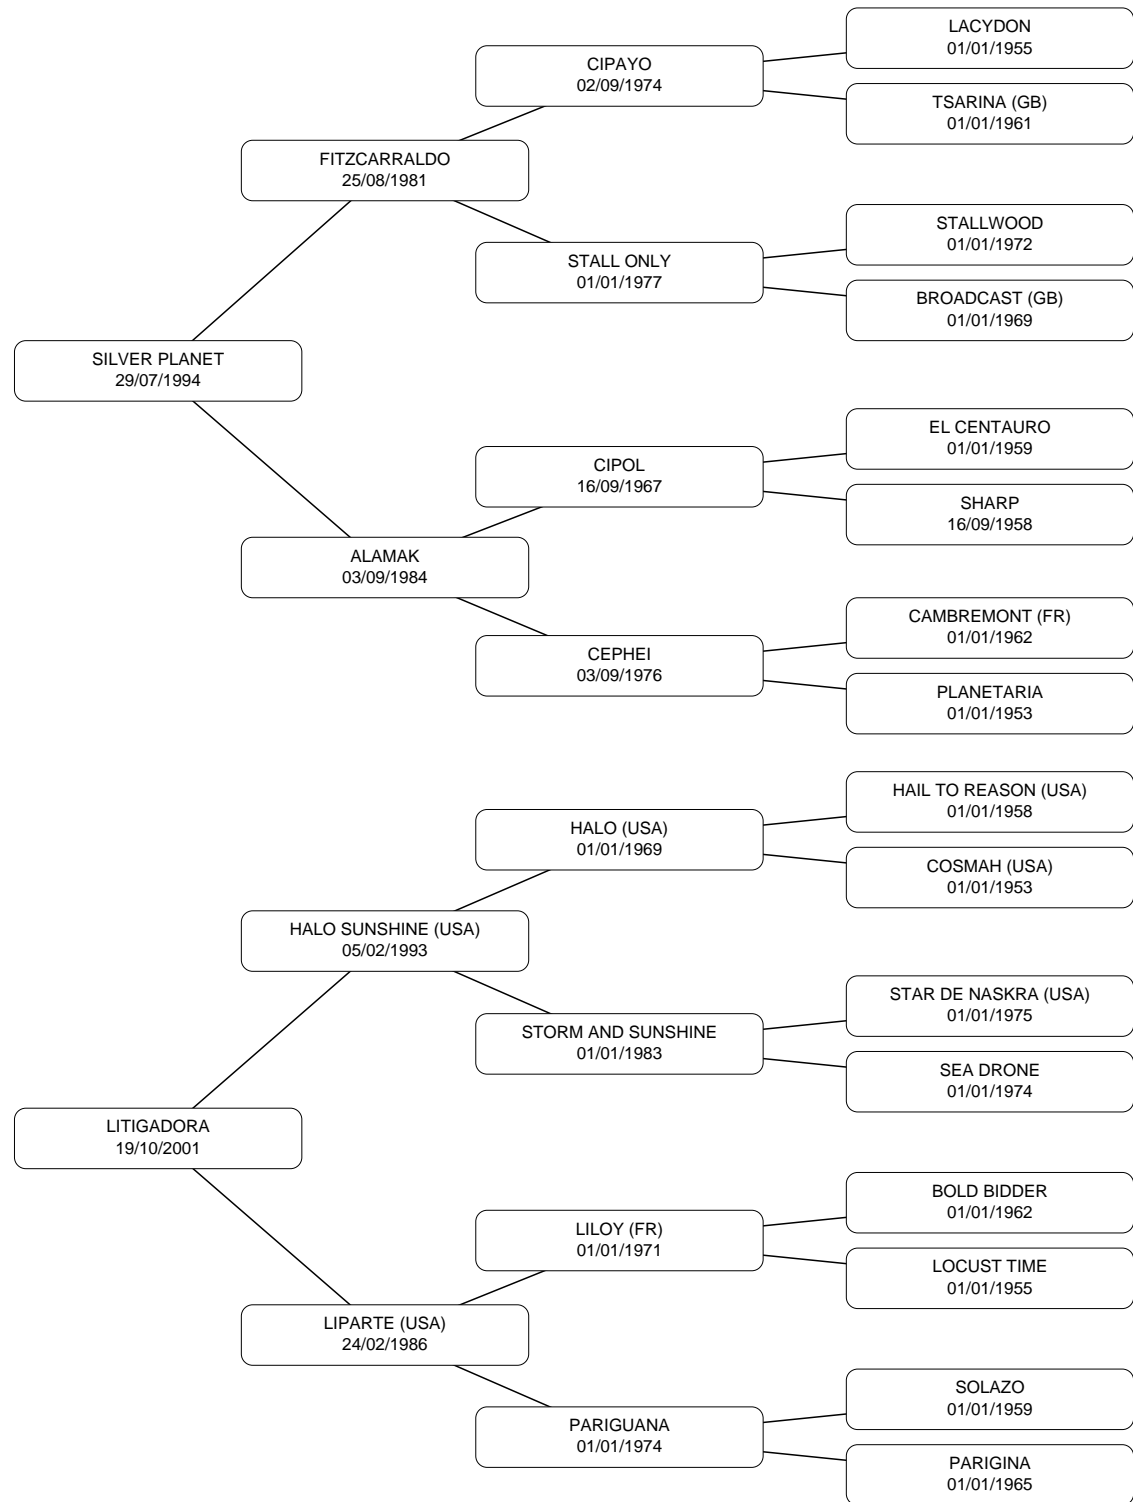 LACYDON
01/01/1955
CIPAYO
02/09/1974
TSARINA (GB)
01/01/1961
FITZCARRALDO
25/08/1981
STALLWOOD
01/01/1972
STALL ONLY
01/01/1977
BROADCAST (GB)
01/01/1969
SILVER PLANET
29/07/1994
EL CENTAURO
01/01/1959
CIPOL
16/09/1967
SHARP
16/09/1958
ALAMAK
03/09/1984
CAMBREMONT (FR)
01/01/1962
CEPHEI
03/09/1976
PLANETARIA
01/01/1953
HAIL TO REASON (USA)
01/01/1958
HALO (USA)
01/01/1969
COSMAH (USA)
01/01/1953
HALO SUNSHINE (USA)
05/02/1993
STAR DE NASKRA (USA)
01/01/1975
STORM AND SUNSHINE
01/01/1983
SEA DRONE
01/01/1974
LITIGADORA
19/10/2001
BOLD BIDDER
01/01/1962
LILOY (FR)
01/01/1971
LOCUST TIME
01/01/1955
LIPARTE (USA)
24/02/1986
SOLAZO
01/01/1959
PARIGUANA
01/01/1974
PARIGINA
01/01/1965